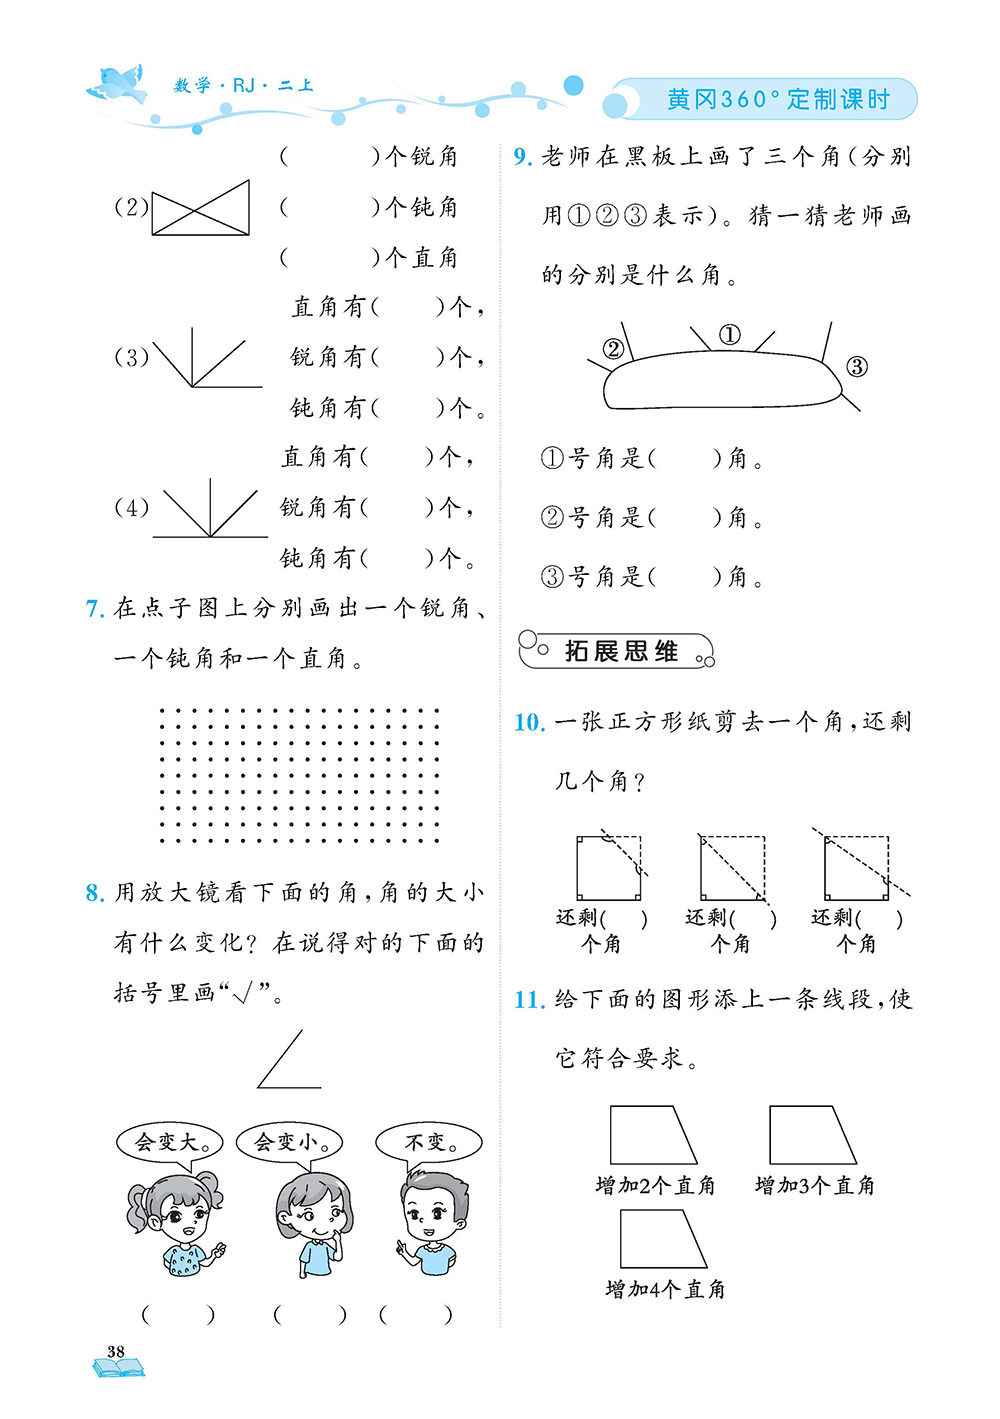 数学·RJ·二上
黄冈360°定制课时
(　　)个锐角
(2)
(　　)个钝角
(　　)个直角
直角有(　　)个,
(3)
锐角有(　　)个,
钝角有(　　)个。
直角有(　　)个,
(4)
锐角有(　　)个,
钝角有(　　)个。
7. 在点子图上分别画出一个锐角、
一个钝角和一个直角。
8. 用放大镜看下面的角,角的大小
有什么变化? 在说得对的下面的
括号里画“√”。
会变大。
会变小。
不变。
(　　)
(　　)
(　　)
9. 老师在黑板上画了三个角(分别
用①②③表示)。猜一猜老师画
的分别是什么角。
①
②
③
①号角是(　　)角。
②号角是(　　)角。
③号角是(　　)角。
拓展思维
10. 一张正方形纸剪去一个角,还剩
几个角?
还剩(　　)
个角
还剩(　　)
个角
还剩(　　)
个角
11. 给下面的图形添上一条线段,使
它符合要求。
增加2个直角
增加3个直角
增加4个直角
38